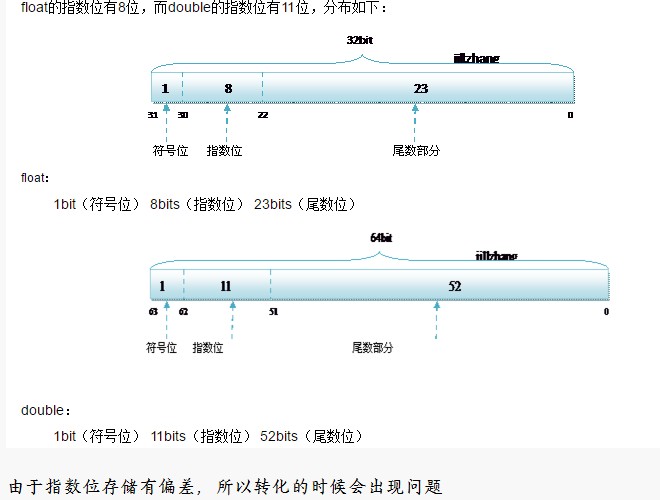 float的指数位有8位，而double的指数位有11位，分布如下：
32bit
jillzhang
1 8 23
31 30 22 0
符号位 指数位 尾数部分
float：
1bit（符号位） 8bits（指数位） 23bits（尾数位）
64bit
jillzhang
1 11 52
63 62 51 0
符号位 指数位 尾数部分
double：
1bit（符号位） 11bits（指数位） 52bits（尾数位）
由于指数位存储有偏差，所以转化的时候会出现问题